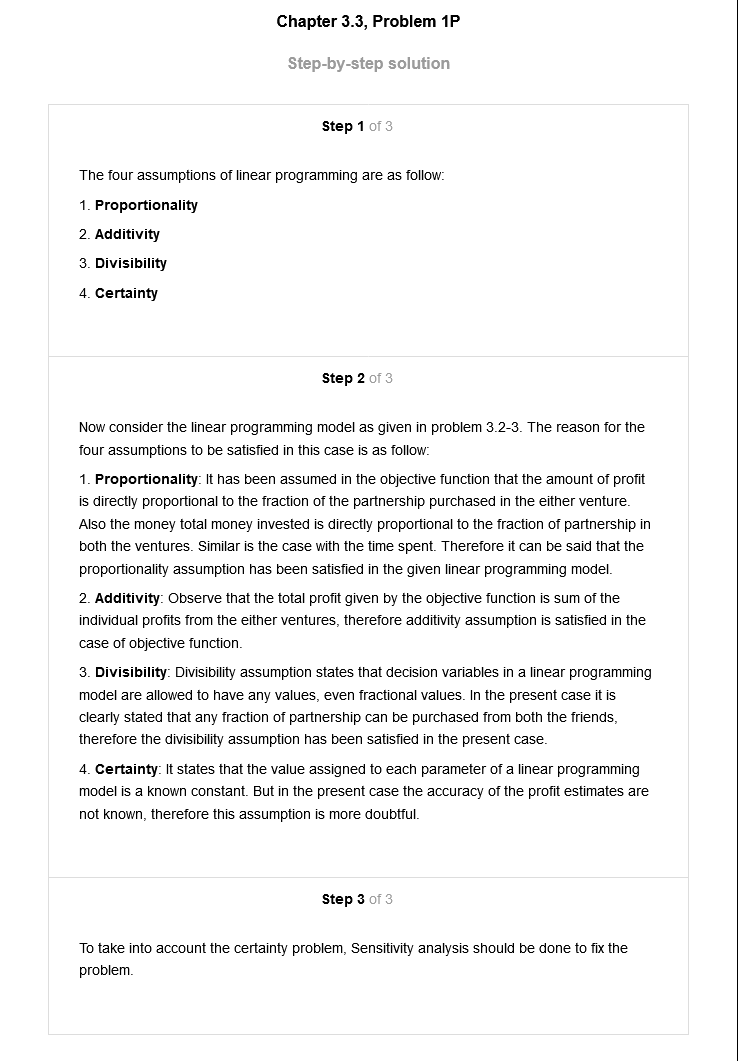 Chapter 3.3, Problem 1P
Step-by-step solution
Step 1 of 3
The four assumptions of linear programming are as follow:
1. Proportionality
2. Additivity
3. Divisibility
4. Certainty
Step 2 of 3
Now consider the linear programming model as given in problem 3.2-3. The reason for the
four assumptions to be satisfied in this case is as follow:
1. Proportionality: It has been assumed in the objective function that the amount of profit
is directly proportional to the fraction of the partnership purchased in the either venture.
Also the money total money invested is directly proportional to the fraction of partnership in
both the ventures. Similar is the case with the time spent. Therefore it can be said that the
proportionality assumption has been satisfied in the given linear programming model.
2. Additivity: Observe that the total profit given by the objective function is sum of the
individual profits from the either ventures, therefore additivity assumption is satisfied in the
case of objective function.
3. Divisibility: Divisibility assumption states that decision variables in a linear programming
model are allowed to have any values, even fractional values. In the present case it is
clearly stated that any fraction of partnership can be purchased from both the friends,
therefore the divisibility assumption has been satisfied in the present case.
4. Certainty: It states that the value assigned to each parameter of a linear programming
model is a known constant. But in the present case the accuracy of the profit estimates are
not known, therefore this assumption is more doubtful.
Step 3 of 3
To take into account the certainty problem, Sensitivity analysis should be done to fix the
problem.